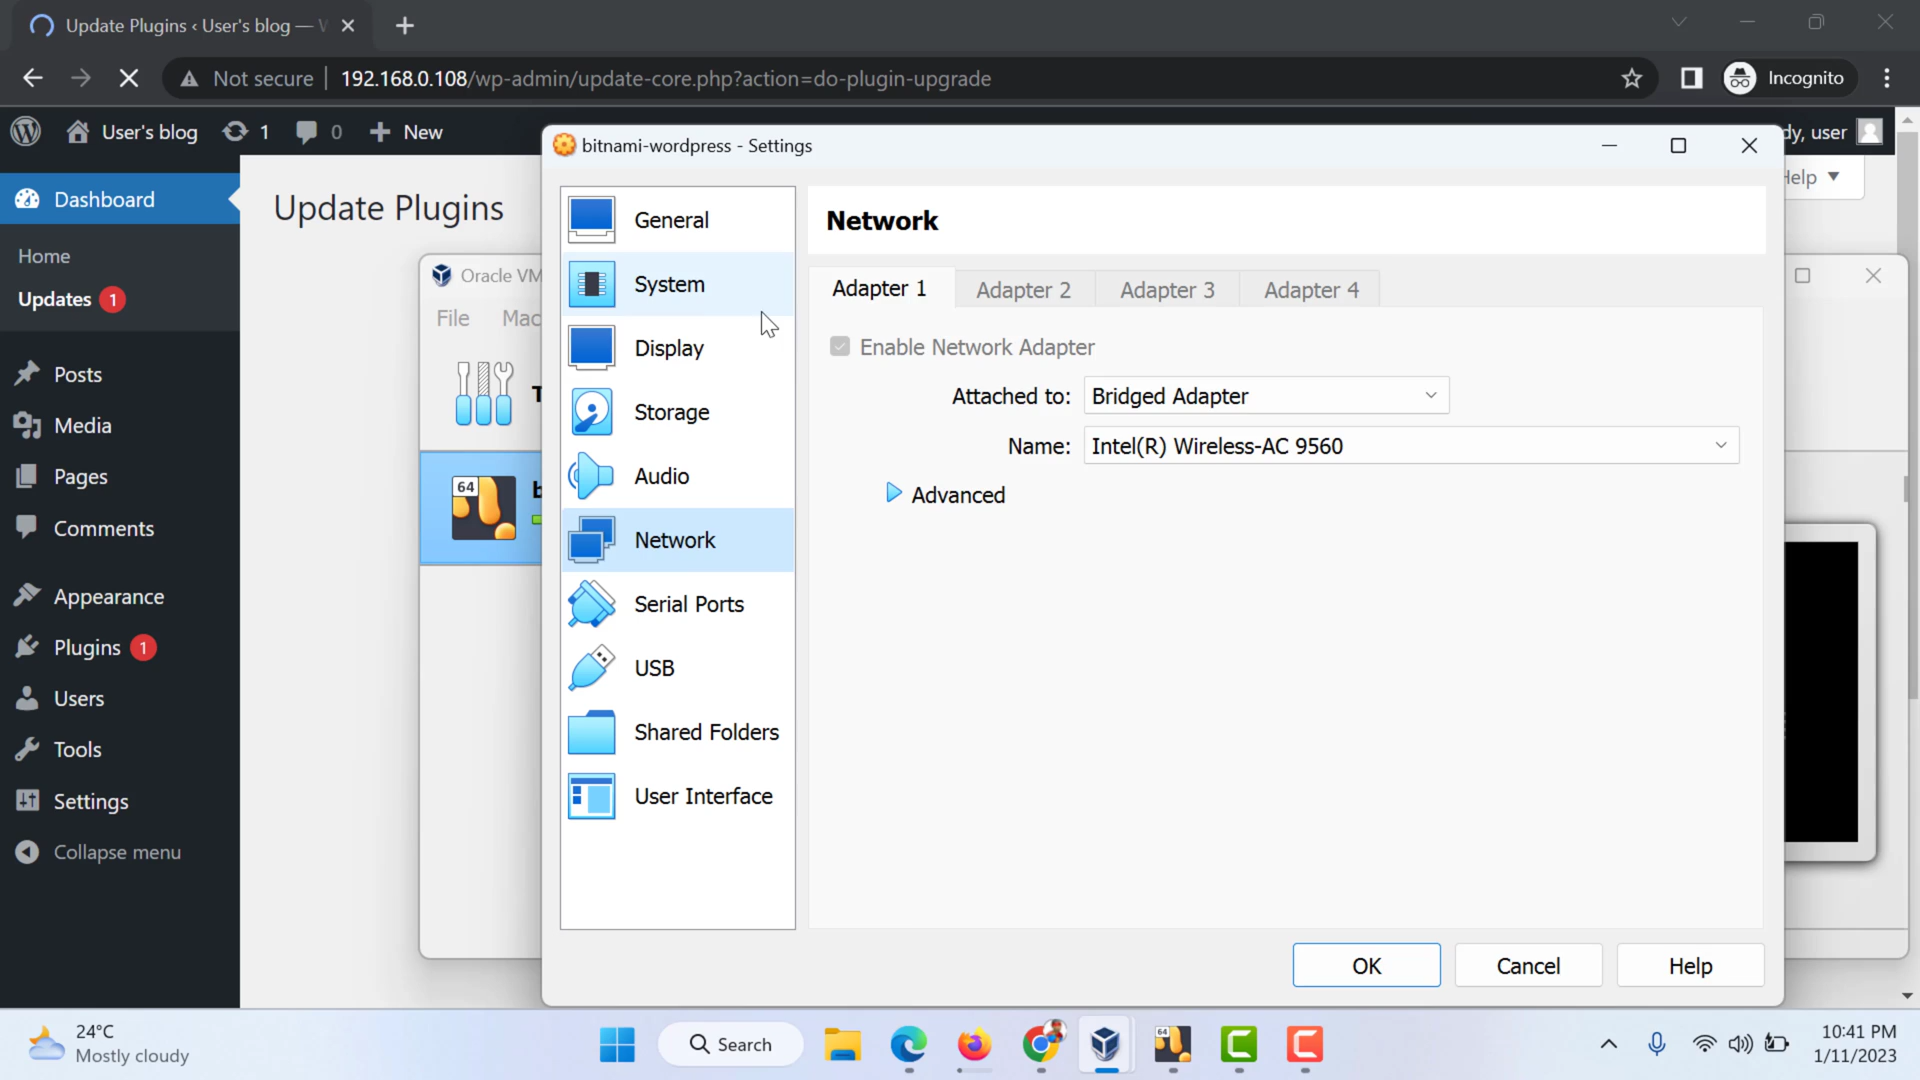 Update Plugins ‹ User's blog —
Not secure
192.168.0.108/wp-admin/update-core.php?action=do-plugin-upgrade
Incognito
User's blog
1
0
New
dy, user
bitnami-wordpress - Settings
Help
Dashboard
Home
Updates 1
Posts
Media
Pages
Comments
Appearance
Plugins 1
Users
Tools
Settings
Collapse menu
Update Plugins
Oracle VM
File
Mac
64
General
System
Display
Storage
Audio
Network
Serial Ports
USB
Shared Folders
User Interface
Network
Adapter 1
Adapter 2
Adapter 3
Adapter 4
Enable Network Adapter
Attached to: Bridged Adapter
Name: Intel(R) Wireless-AC 9560
Advanced
OK
Cancel
Help
24°C
Mostly cloudy
Search
64
10:41 PM
1/11/2023